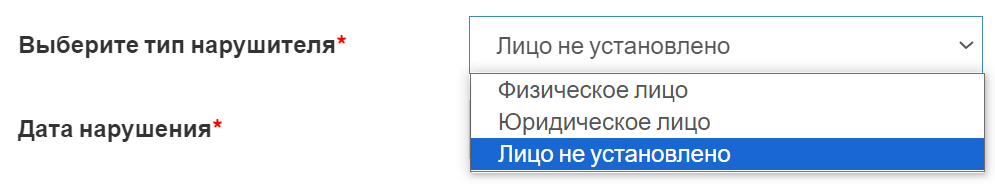 Выберите тип нарушителя*
Лицо не установлено
Физическое лицо
Юридическое лицо
Дата нарушения*
Лицо не установлено